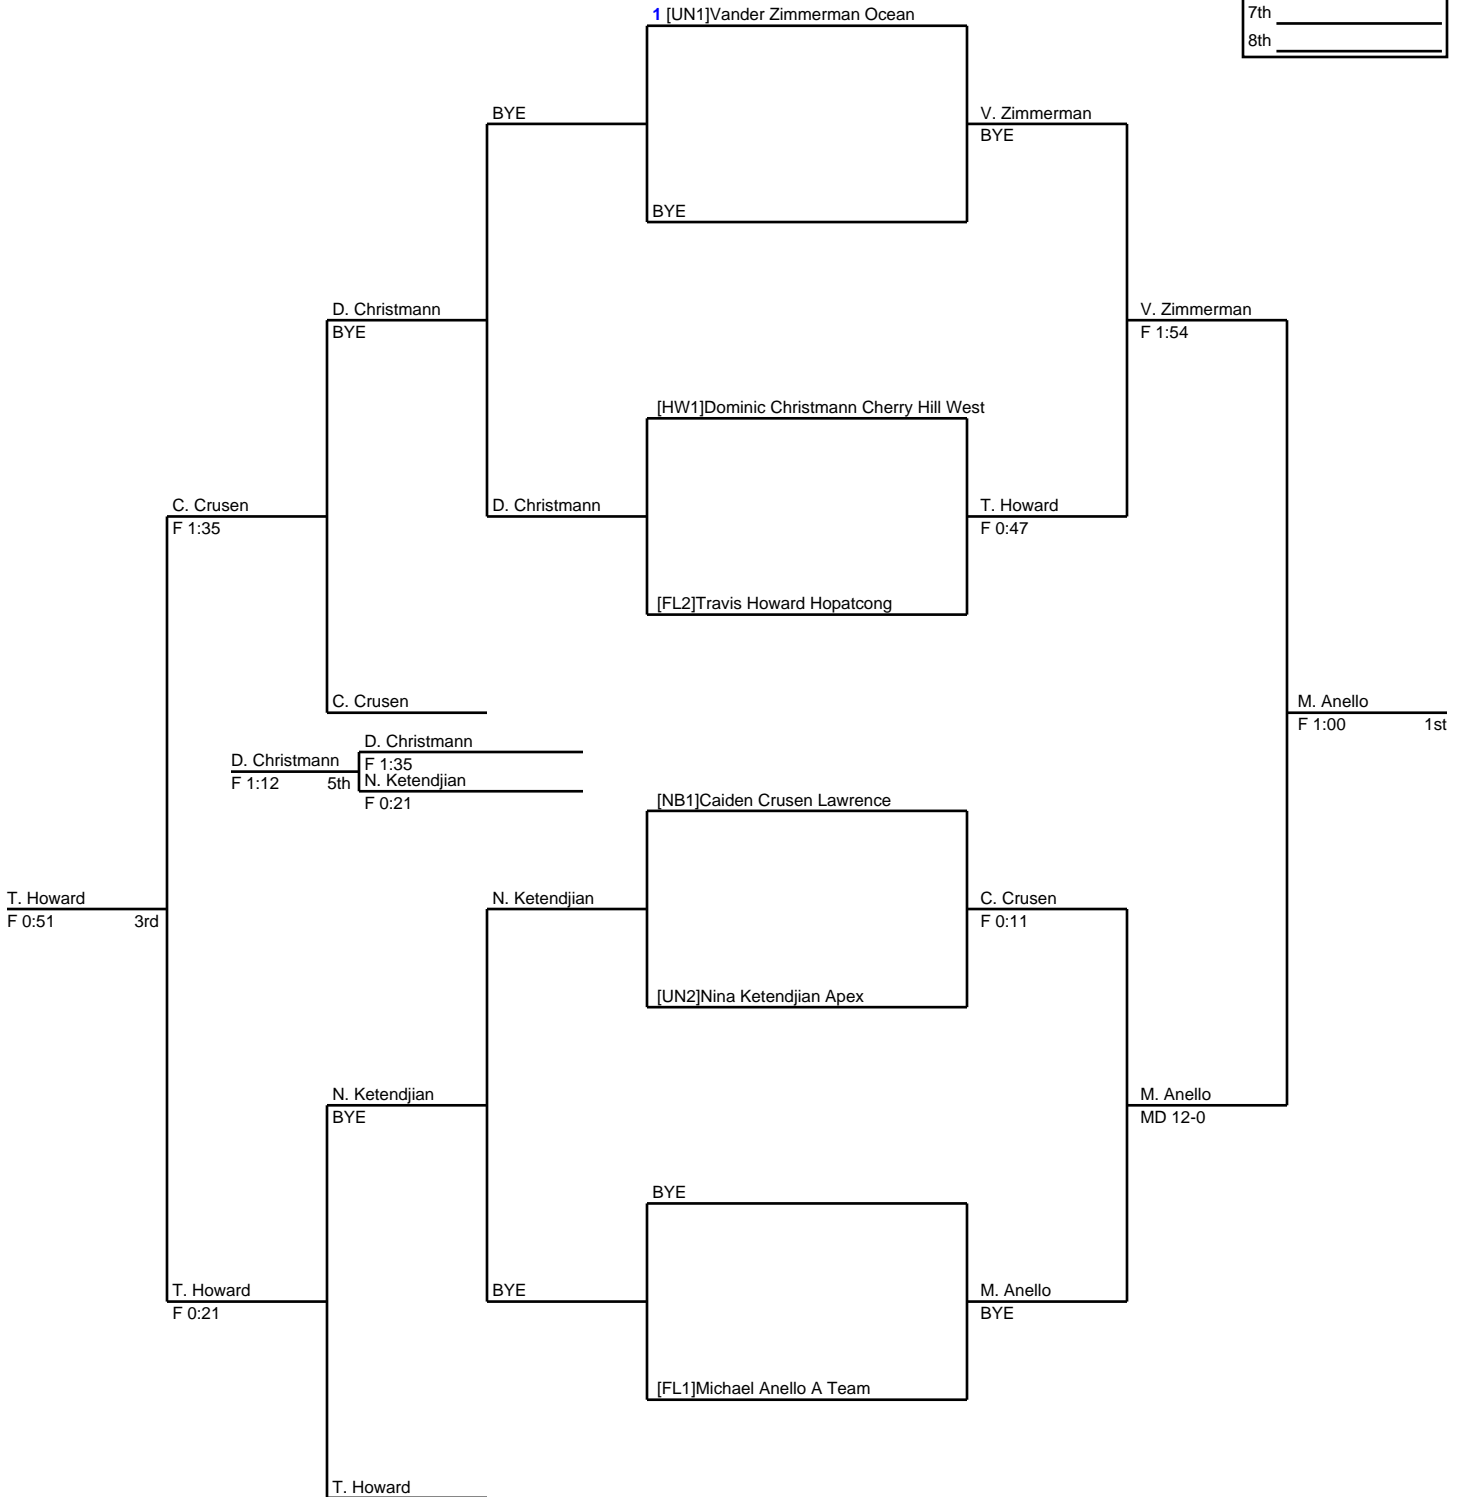 7th
8th
1 [UN1]Vander Zimmerman Ocean
BYE
V. Zimmerman
BYE
BYE
D. Christmann
BYE
V. Zimmerman
F 1:54
[HW1]Dominic Christmann Cherry Hill West
C. Crusen
F 1:35
D. Christmann
T. Howard
F 0:47
[FL2]Travis Howard Hopatcong
C. Crusen
M. Anello
F 1:00 1st
D. Christmann
F 1:35
D. Christmann
F 1:12 5th
N. Ketendjian
F 0:21
[NB1]Caiden Crusen Lawrence
T. Howard
F 0:51 3rd
N. Ketendjian
C. Crusen
F 0:11
[UN2]Nina Ketendjian Apex
N. Ketendjian
BYE
M. Anello
MD 12-0
BYE
T. Howard
F 0:21
BYE
M. Anello
BYE
[FL1]Michael Anello A Team
T. Howard